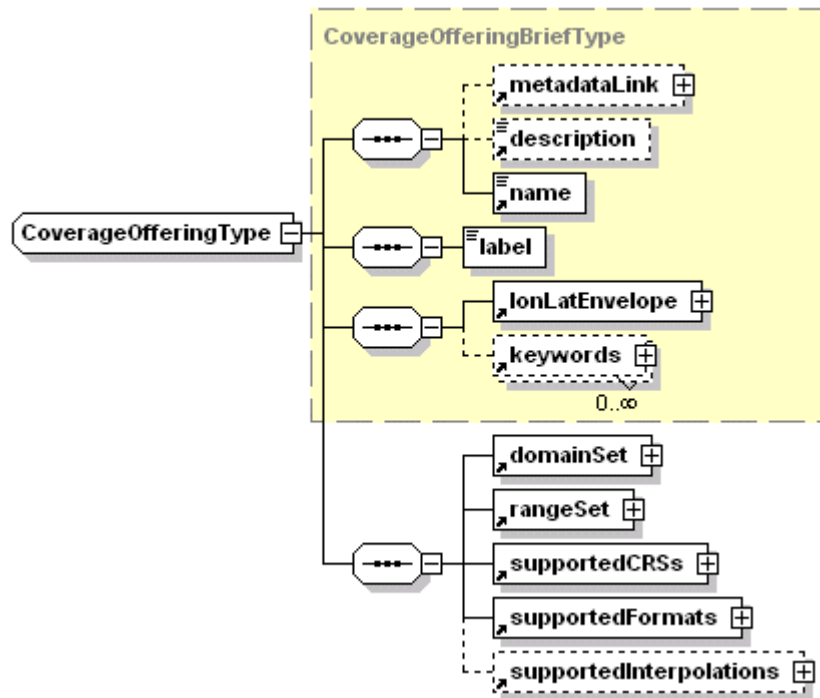 CoverageOfferingBriefType
metadataLink
description
name
CoverageOfferingType
label
lonLatEnvelope
keywords
0..∞
domainSet
rangeSet
supportedCRSs
supportedFormats
supportedInterpolations